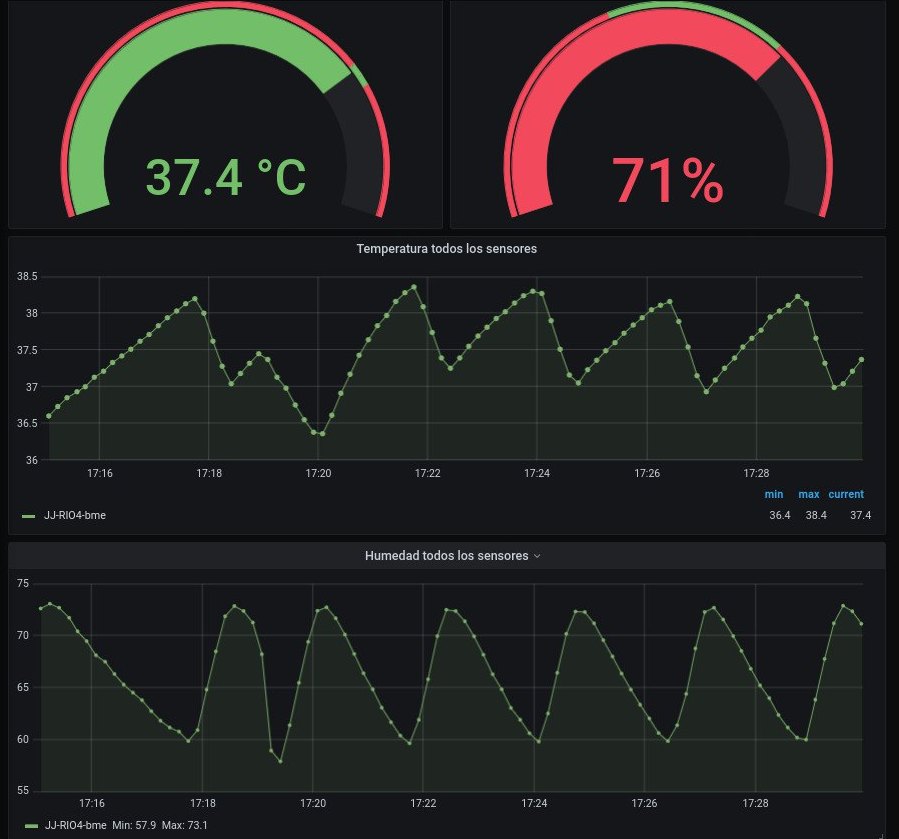 37.4 °C
71%
Temperatura todos los sensores
38.5
38
37.5
37
36.5
36
17:16 17:18 17:20 17:22 17:24 17:26 17:28
min max current
JJ-RIO4-bme 36.4 38.4 37.4
Humedad todos los sensores
75
70
65
60
55
17:16 17:18 17:20 17:22 17:24 17:26 17:28
JJ-RIO4-bme Min: 57.9 Max: 73.1